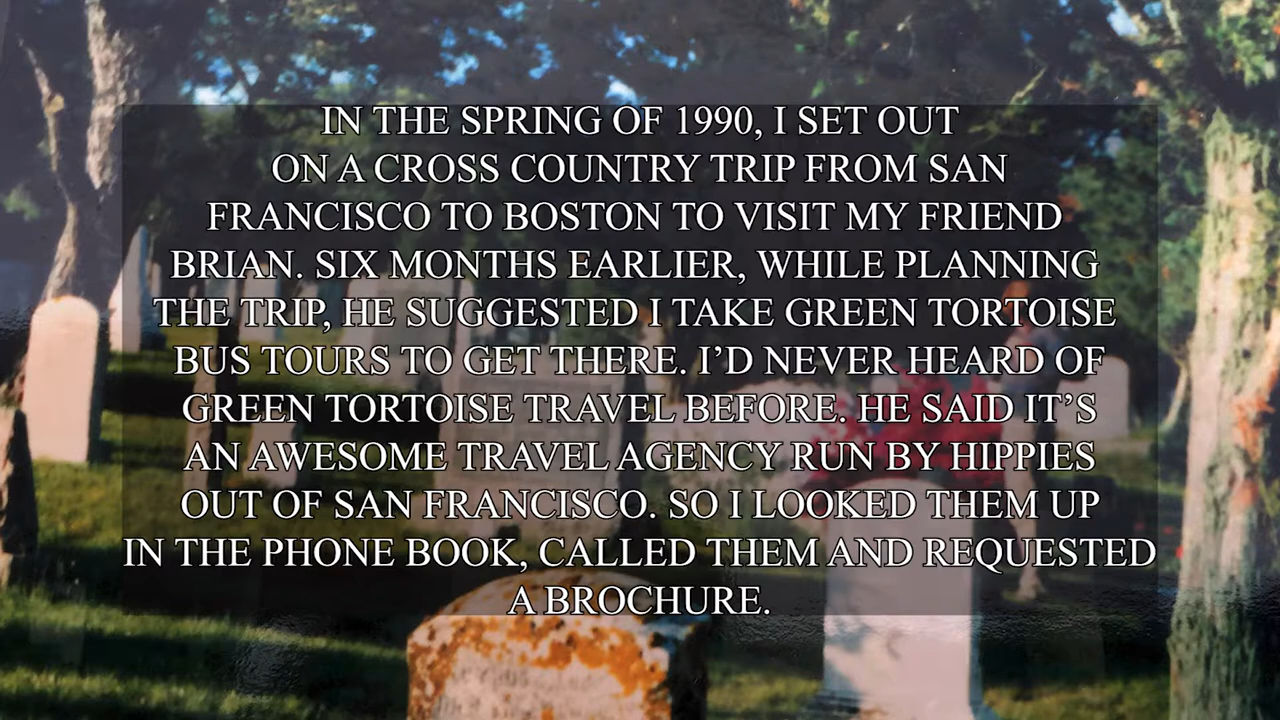 IN THE SPRING OF 1990, I SET OUT
ON A CROSS COUNTRY TRIP FROM SAN
FRANCISCO TO BOSTON TO VISIT MY FRIEND
BRIAN. SIX MONTHS EARLIER, WHILE PLANNING
THE TRIP, HE SUGGESTED I TAKE GREEN TORTOISE
BUS TOURS TO GET THERE. I’D NEVER HEARD OF
GREEN TORTOISE TRAVEL BEFORE. HE SAID IT’S
AN AWESOME TRAVEL AGENCY RUN BY HIPPIES
OUT OF SAN FRANCISCO. SO I LOOKED THEM UP
IN THE PHONE BOOK, CALLED THEM AND REQUESTED
A BROCHURE.